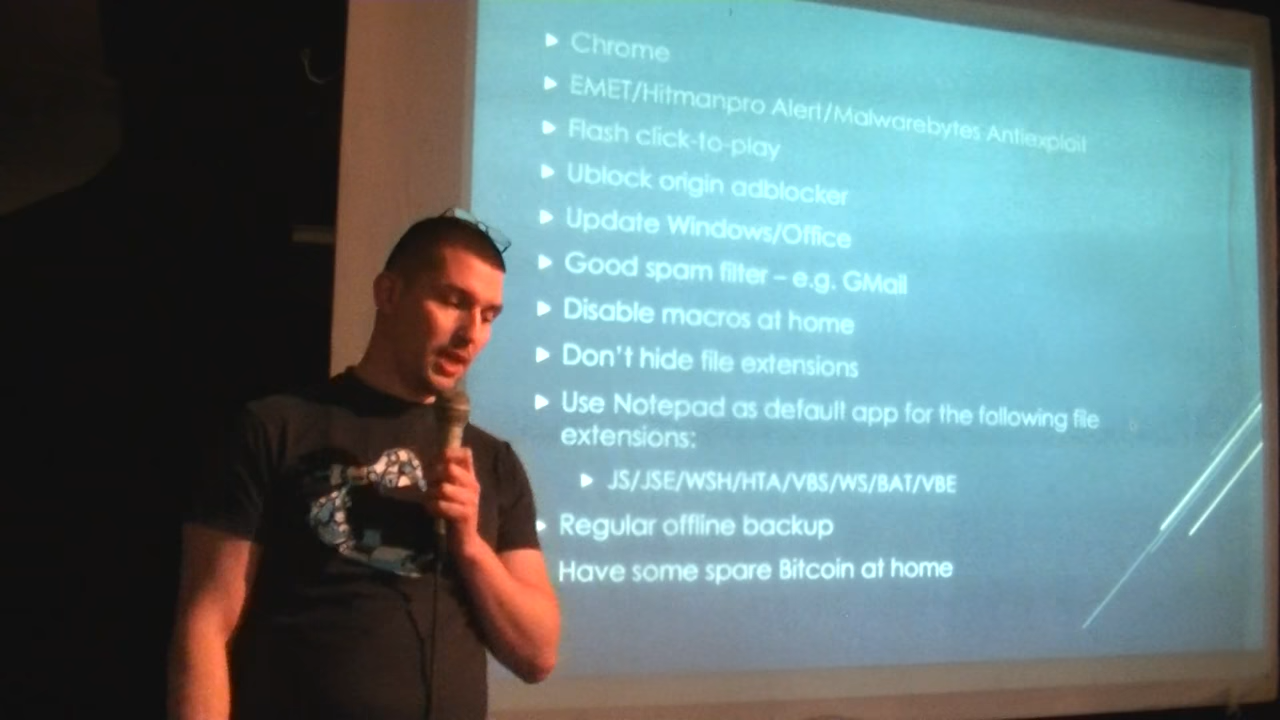 Chrome
EMET/Hitmanpro Alert/Malwarebytes Antiexploit
Flash click-to-play
Ublock origin adblocker
Update Windows/Office
Good spam filter – e.g. GMail
Disable macros at home
Don't hide file extensions
Use Notepad as default app for the following file
extensions:
JS/JSE/WSH/HTA/VBS/WS/BAT/VBE
Regular offline backup
Have some spare Bitcoin at home